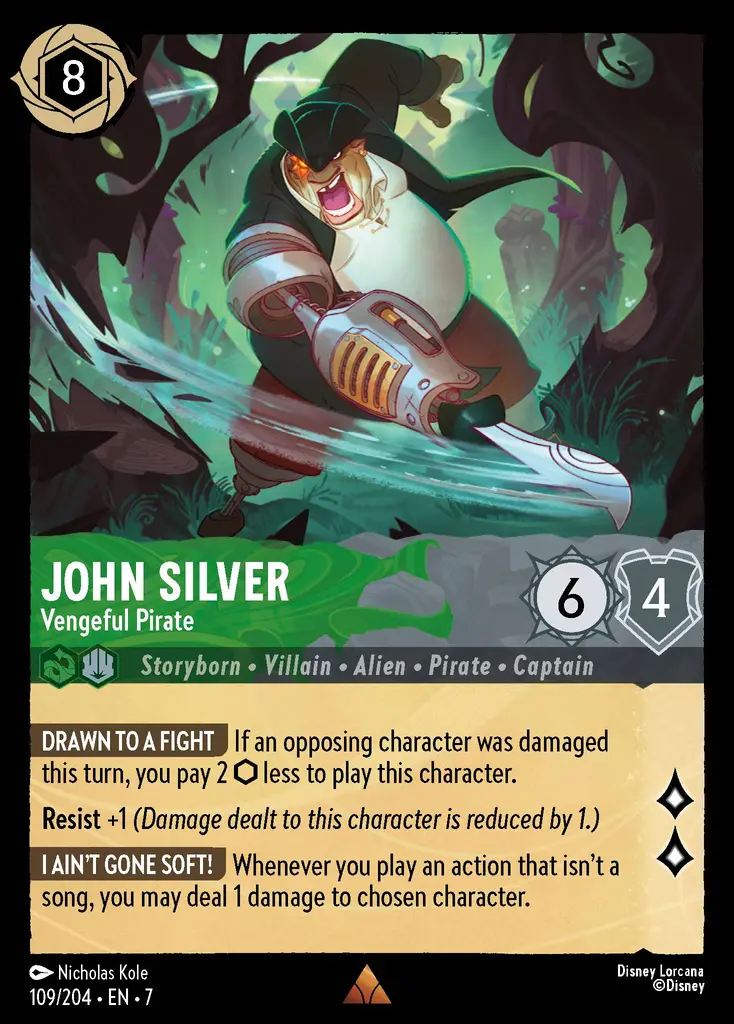 8
JOHN SILVER
Vengeful Pirate
6
4
Storyborn • Villain • Alien • Pirate • Captain
DRAWN TO A FIGHT If an opposing character was damaged
this turn, you pay 2 ⬡ less to play this character.
Resist +1 (Damage dealt to this character is reduced by 1.)
I AIN'T GONE SOFT! Whenever you play an action that isn't a
song, you may deal 1 damage to chosen character.
Nicholas Kole
109/204 • EN • 7
Disney Lorcana
©Disney